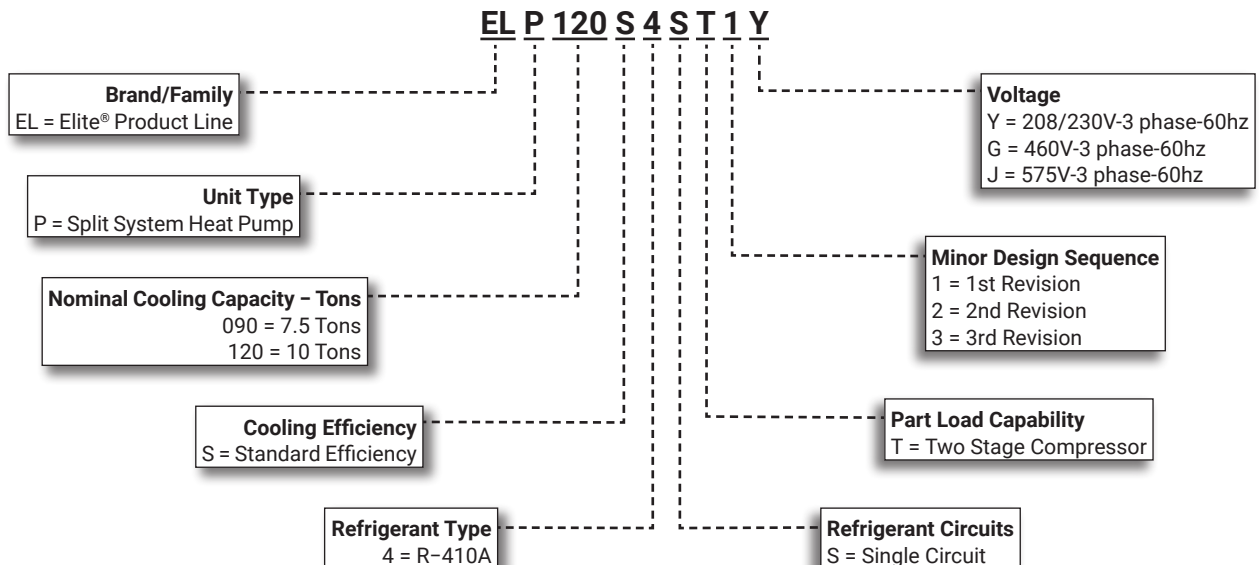 EL P 120 S 4 S T 1 Y
Brand/Family
EL = Elite® Product Line
Unit Type
P = Split System Heat Pump
Nominal Cooling Capacity – Tons
090 = 7.5 Tons
120 = 10 Tons
Cooling Efficiency
S = Standard Efficiency
Refrigerant Type
4 = R–410A
Voltage
Y = 208/230V-3 phase-60hz
G = 460V-3 phase-60hz
J = 575V-3 phase-60hz
Minor Design Sequence
1 = 1st Revision
2 = 2nd Revision
3 = 3rd Revision
Part Load Capability
T = Two Stage Compressor
Refrigerant Circuits
S = Single Circuit